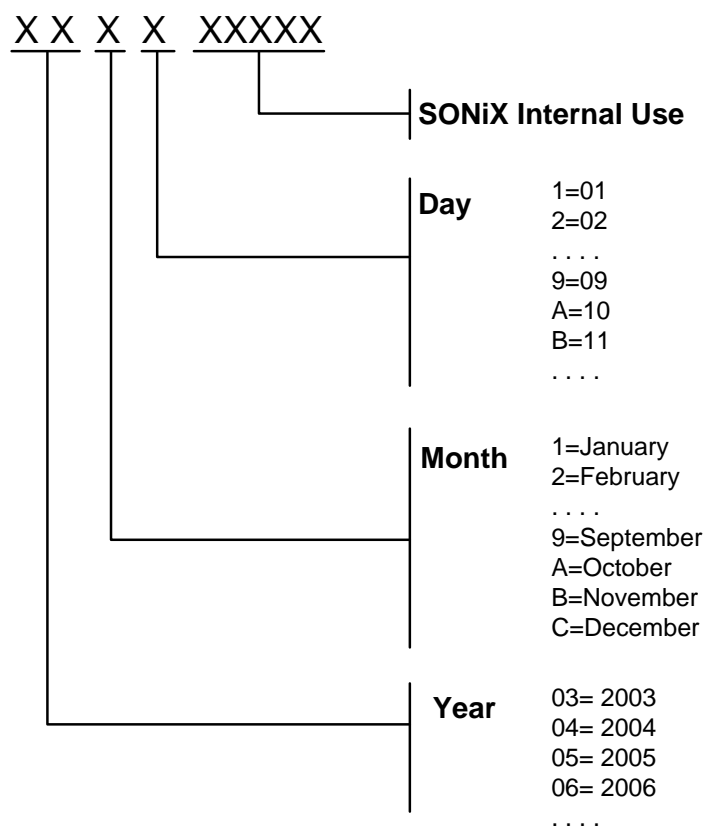 X X X X XXXXX
SONiX Internal Use
Day
1=01
2=02
. . . .
9=09
A=10
B=11
. . . .
Month
1=January
2=February
. . . .
9=September
A=October
B=November
C=December
Year
03= 2003
04= 2004
05= 2005
06= 2006
. . . .